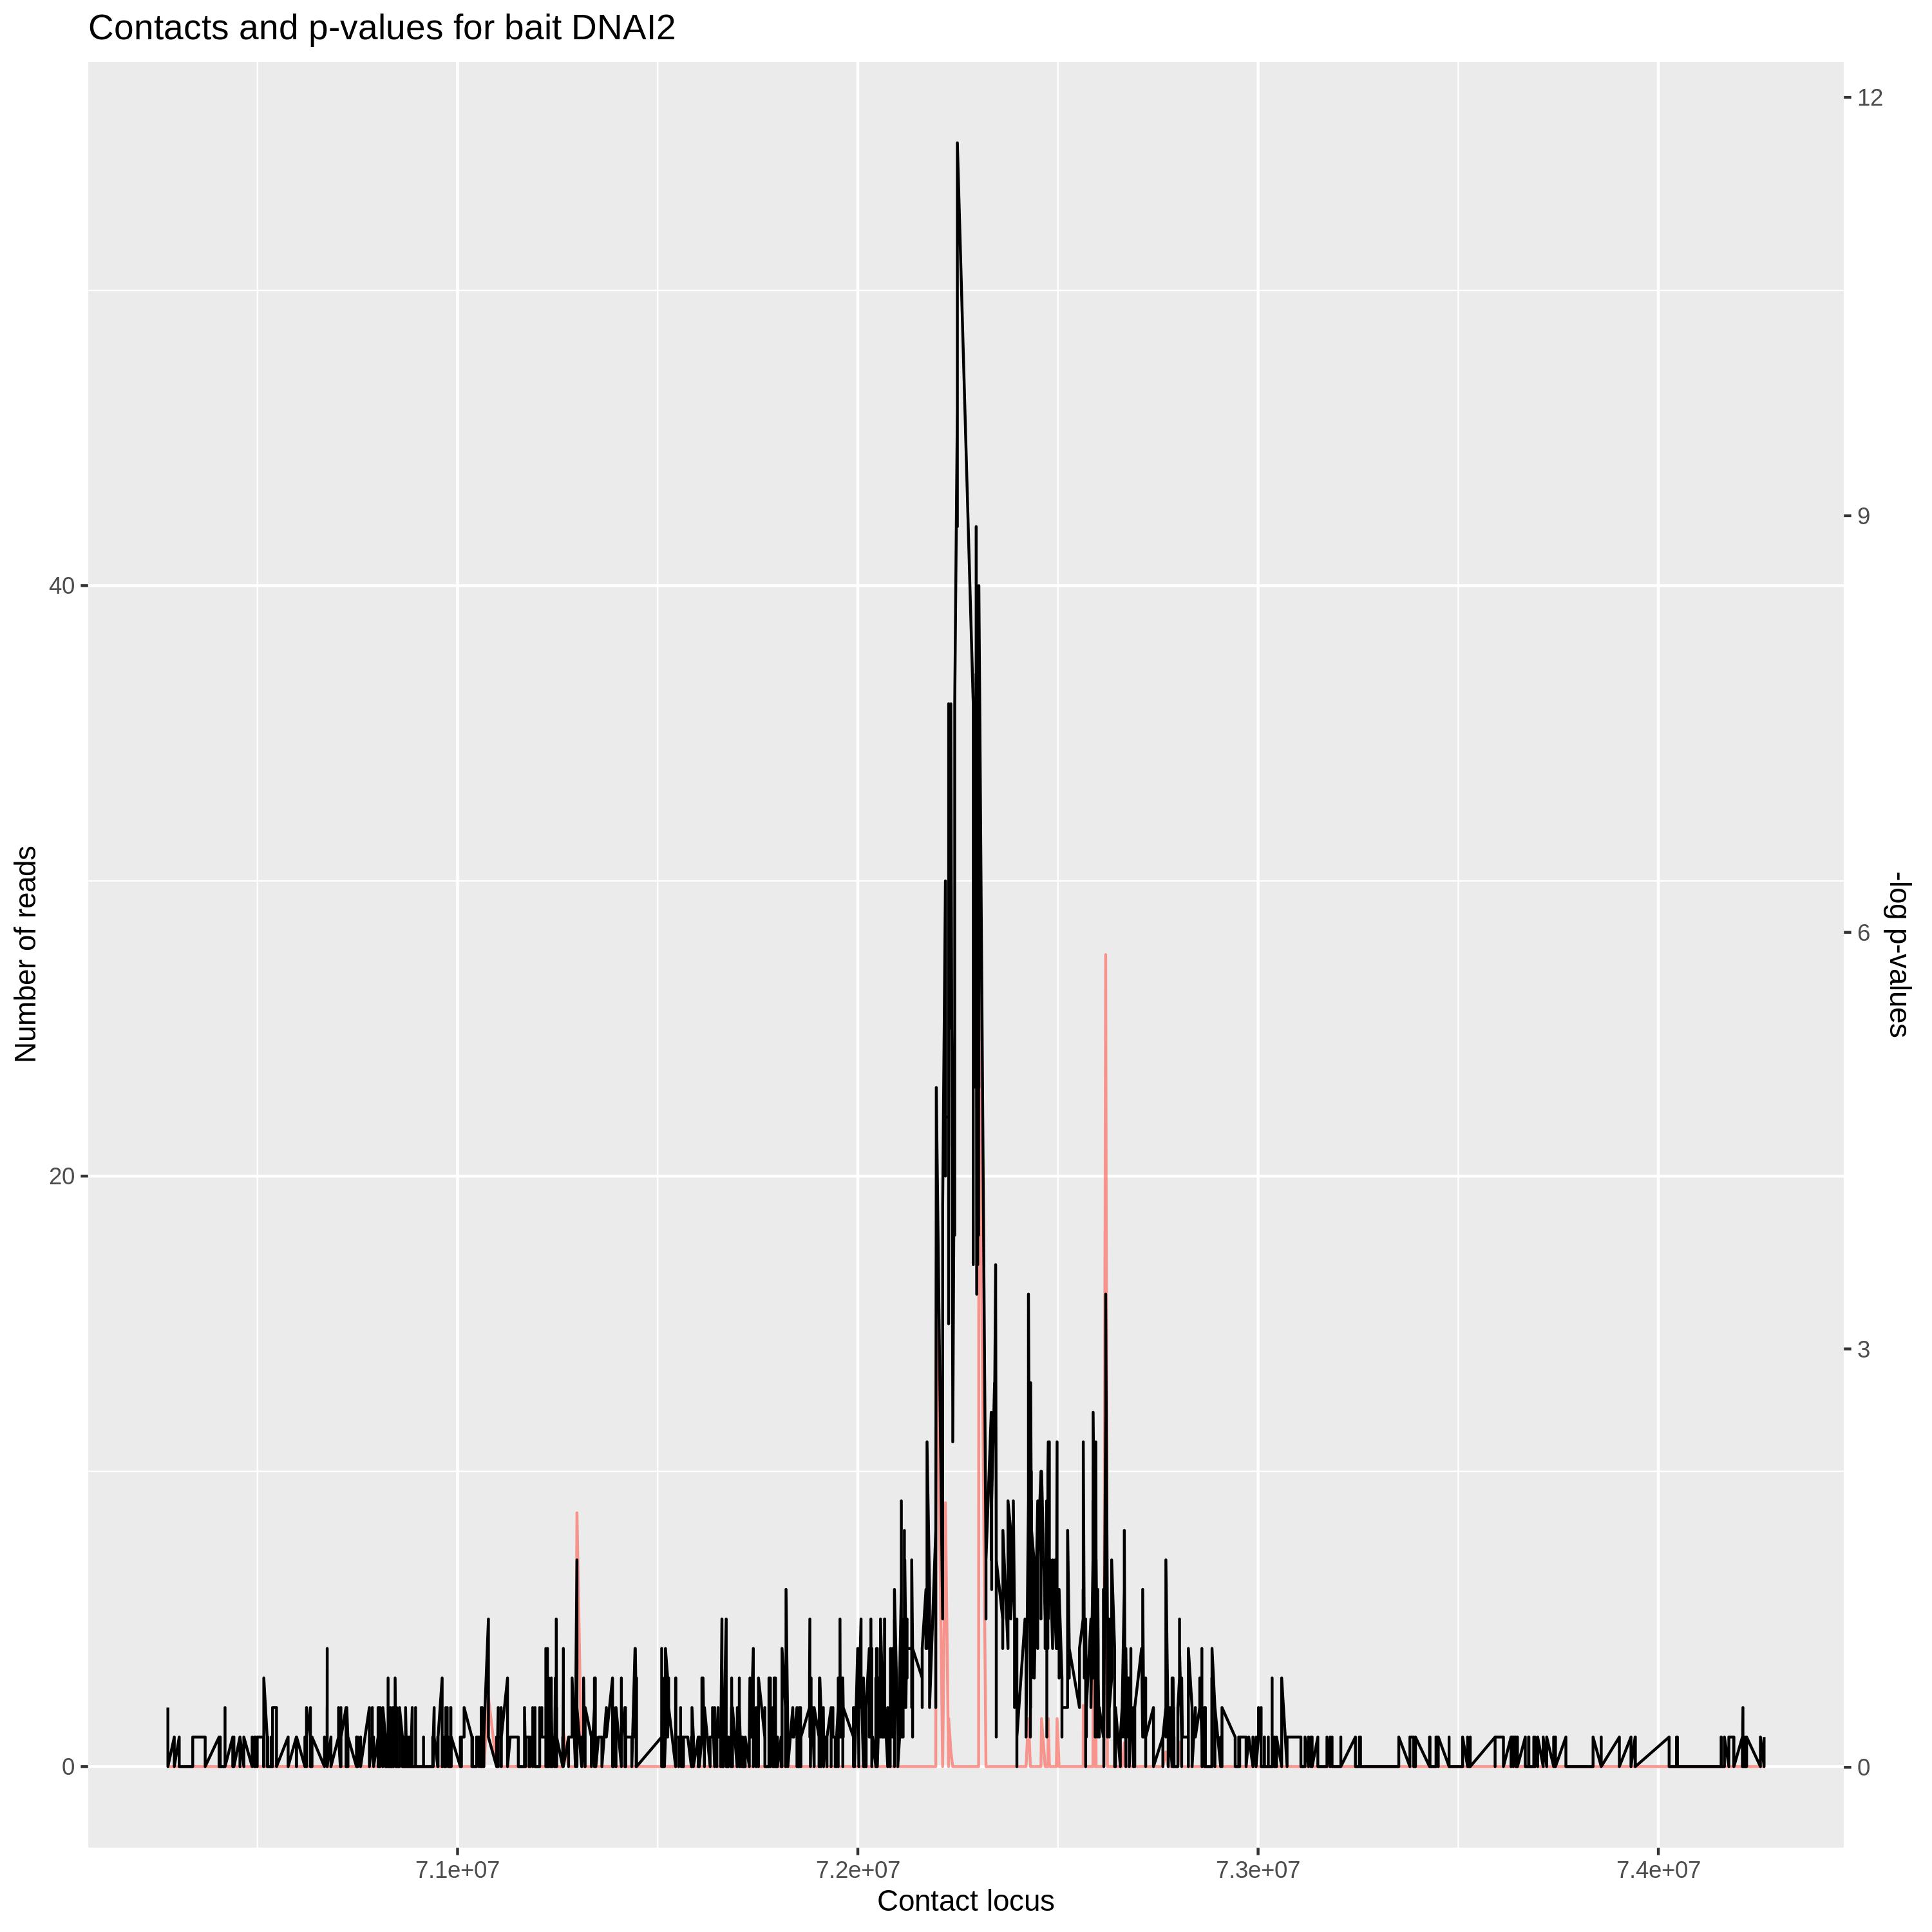 Contacts and p-values for bait DNAI2
12
9
40
6
Number of reads
-log p-values
20
3
0
0
7.1e+07
7.2e+07
7.3e+07
7.4e+07
Contact locus